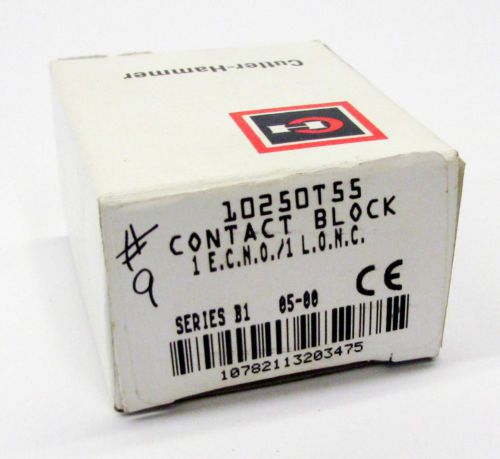 Cutler-Hammer
10250T55
CONTACT BLOCK
1 E.C.N.O./1 L.O.N.C.
#
9
SERIES B1 05-00
CE
10782113203475